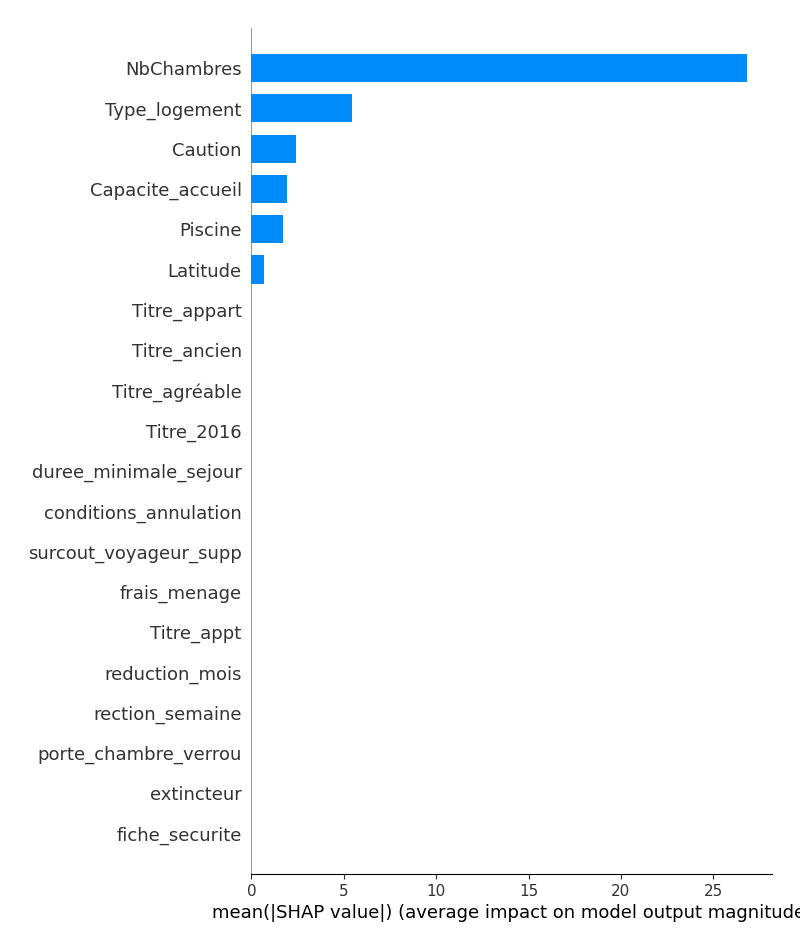 NbChambres
Type_logement
Caution
Capacite_accueil
Piscine
Latitude
Titre_appart
Titre_ancien
Titre_agréable
Titre_2016
duree_minimale_sejour
conditions_annulation
surcout_voyageur_supp
frais_menage
Titre_appt
reduction_mois
rection_semaine
porte_chambre_verrou
extincteur
fiche_securite
0 5 10 15 20 25
mean(|SHAP value|) (average impact on model output magnitude